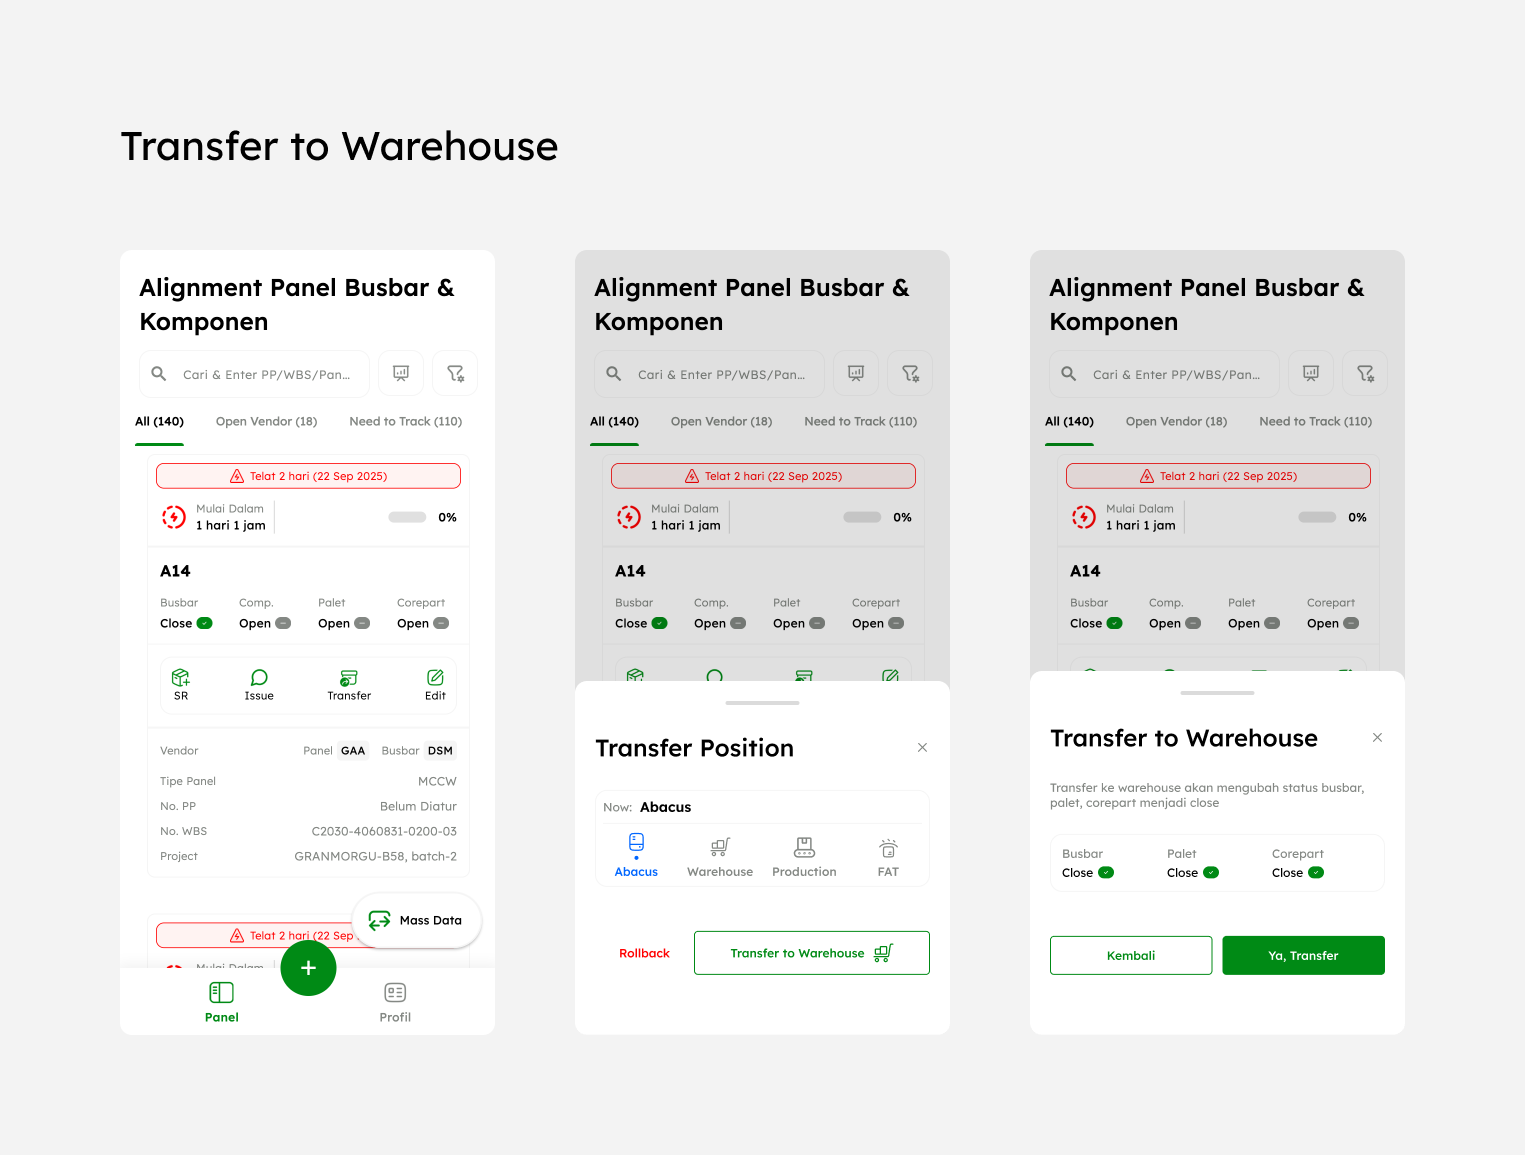 Transfer to Warehouse
Alignment Panel Busbar &
Komponen
Cari & Enter PP/WBS/Pan...
All (140)
Open Vendor (18)
Need to Track (110)
Telat 2 hari (22 Sep 2025)
Mulai Dalam
1 hari 1 jam
0%
A14
Busbar
Comp.
Palet
Corepart
Close
Open
Open
Open
SR
Issue
Transfer
Edit
Vendor
Panel GAA
Busbar DSM
Tipe Panel
MCCW
No. PP
Belum Diatur
No. WBS
C2030-4060831-0200-03
Project
GRANMORGU-B58, batch-2
Mass Data
Telat 2 hari (22 Sep
Mulai Dalam
+
Panel
Profil
Alignment Panel Busbar &
Komponen
Cari & Enter PP/WBS/Pan...
All (140)
Open Vendor (18)
Need to Track (110)
Telat 2 hari (22 Sep 2025)
Mulai Dalam
1 hari 1 jam
0%
A14
Busbar
Comp.
Palet
Corepart
Close
Open
Open
Open
Transfer Position
Now: Abacus
Abacus
Warehouse
Production
FAT
Rollback
Transfer to Warehouse
Alignment Panel Busbar &
Komponen
Cari & Enter PP/WBS/Pan...
All (140)
Open Vendor (18)
Need to Track (110)
Telat 2 hari (22 Sep 2025)
Mulai Dalam
1 hari 1 jam
0%
A14
Busbar
Comp.
Palet
Corepart
Close
Open
Open
Open
Transfer to Warehouse
Transfer ke warehouse akan mengubah status busbar,
palet, corepart menjadi close
Busbar
Palet
Corepart
Close
Close
Close
Kembali
Ya, Transfer